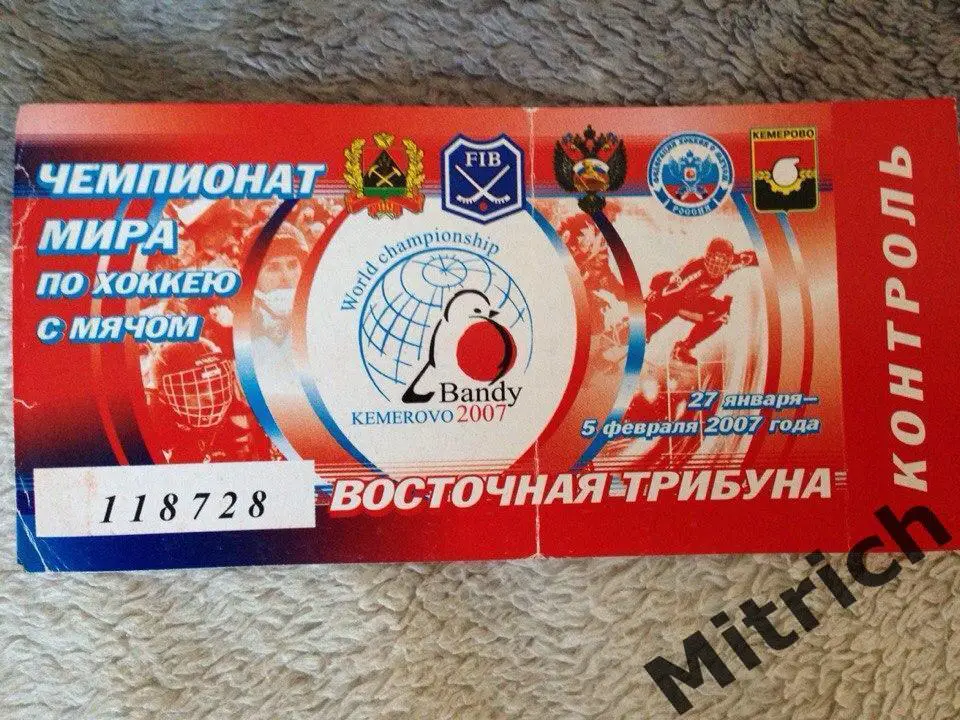 ЧЕМПИОНАТ
МИРА
ПО ХОККЕЮ
С МЯЧОМ
FIB
РОССИИ
КЕМЕРОВО
World championship
Bandy
KEMEROVO 2007
27 января–
5 февраля 2007 года
118728
ВОСТОЧНАЯ ТРИБУНА
КОНТРОЛЬ
Mitrich